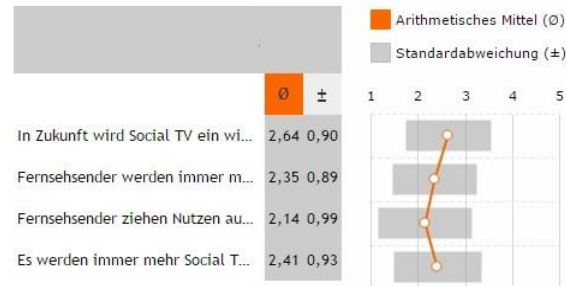 Arithmetisches Mittel (Ø)
Standardabweichung (±)
Ø ± 1 2 3 4 5
In Zukunft wird Social TV ein wi... 2,64 0,90
Fernsehsender werden immer m... 2,35 0,89
Fernsehsender ziehen Nutzen au... 2,14 0,99
Es werden immer mehr Social T... 2,41 0,93